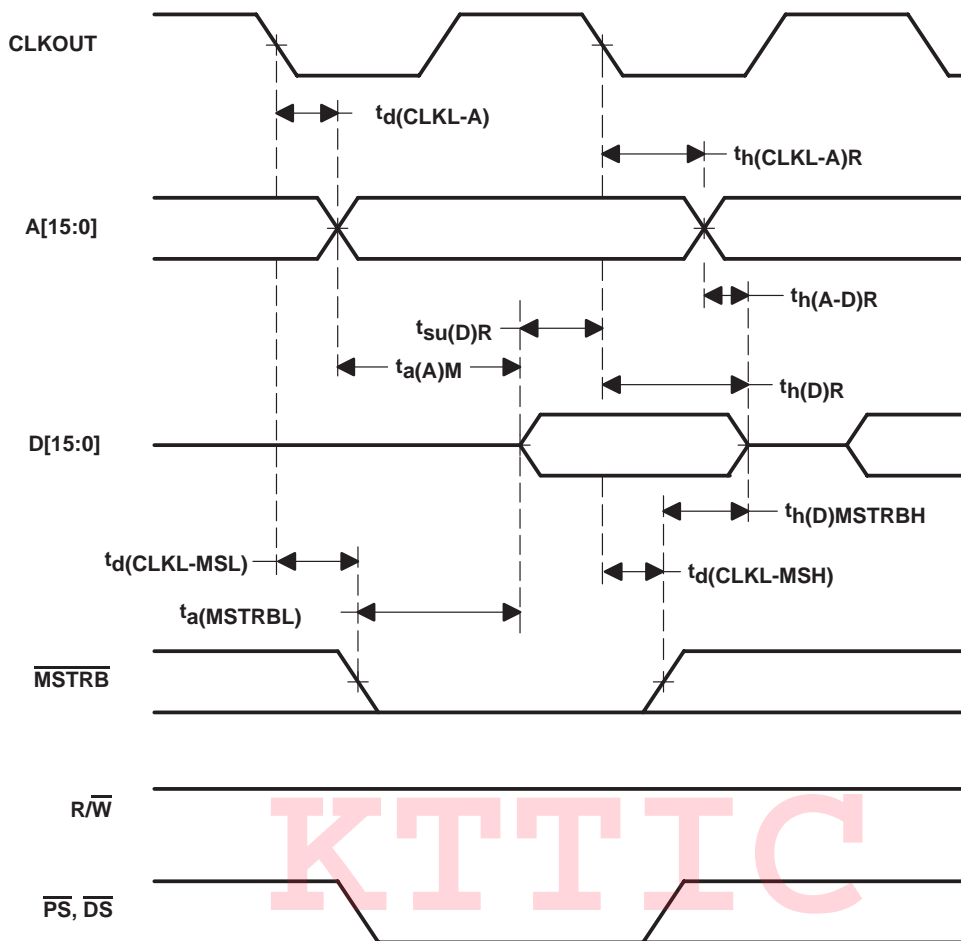 CLKOUT
td(CLKL-A)
th(CLKL-A)R
A[15:0]
th(A-D)R
tsu(D)R
ta(A)M
th(D)R
D[15:0]
th(D)MSTRBH
td(CLKL-MSL)
td(CLKL-MSH)
ta(MSTRBL)
MSTRB
R/W
KTTIC
PS, DS